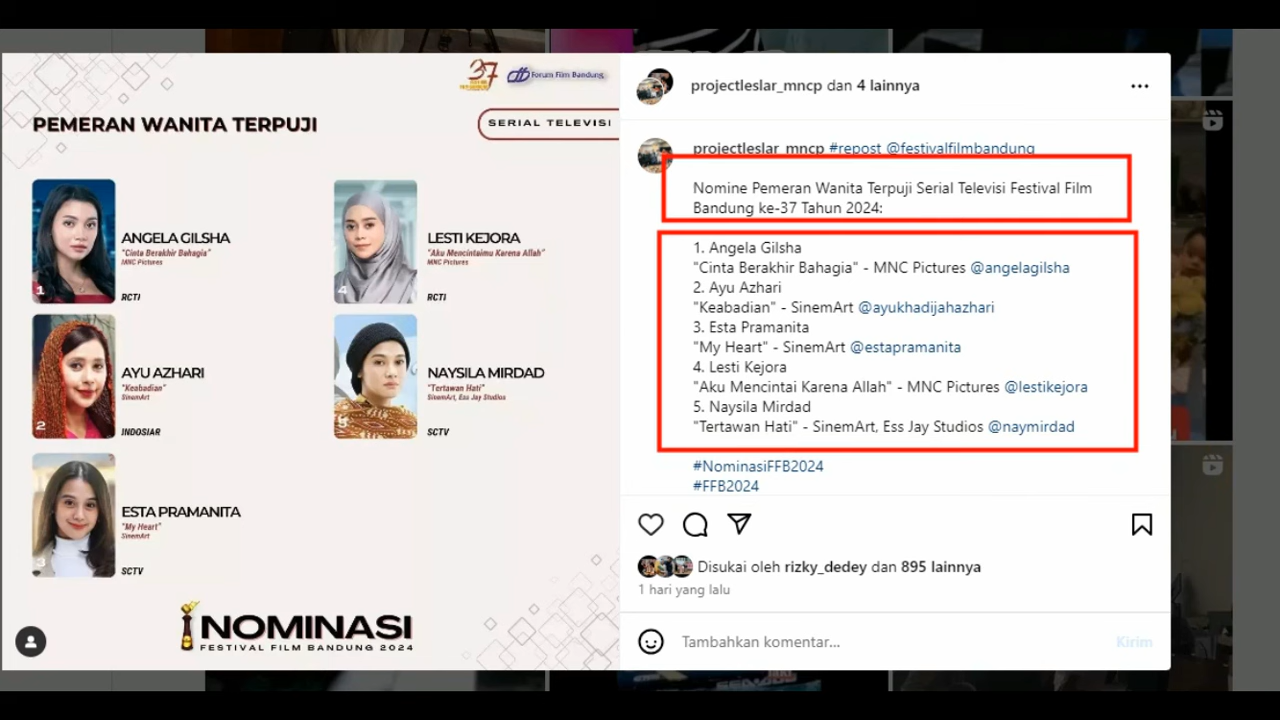 37
Forum Film Bandung
PEMERAN WANITA TERPUJI
SERIAL TELEVISI
1
ANGELA GILSHA
"Cinta Berakhir Bahagia"
MNC Pictures
RCTI
2
AYU AZHARI
"Keabadian"
SinemArt
INDOSIAR
3
ESTA PRAMANITA
"My Heart"
SinemArt
SCTV
4
LESTI KEJORA
"Aku Mencintaimu Karena Allah"
MNC Pictures
RCTI
5
NAYSILA MIRDAD
"Tertawan Hati"
SinemArt, Ess Jay Studios
SCTV
NOMINASI
FESTIVAL FILM BANDUNG 2024
projectleslar_mncp dan 4 lainnya
projectleslar_mncp #repost @festivalfilmbandung
Nomine Pemeran Wanita Terpuji Serial Televisi Festival Film
Bandung ke-37 Tahun 2024:
1. Angela Gilsha
"Cinta Berakhir Bahagia" - MNC Pictures @angelagilsha
2. Ayu Azhari
"Keabadian" - SinemArt @ayukhadijahazhari
3. Esta Pramanita
"My Heart" - SinemArt @estapramanita
4. Lesti Kejora
"Aku Mencintai Karena Allah" - MNC Pictures @lestikejora
5. Naysila Mirdad
"Tertawan Hati" - SinemArt, Ess Jay Studios @naymirdad
#NominasiFFB2024
#FFB2024
Disukai oleh rizky_dedey dan 895 lainnya
1 hari yang lalu
Tambahkan komentar...
Kirim